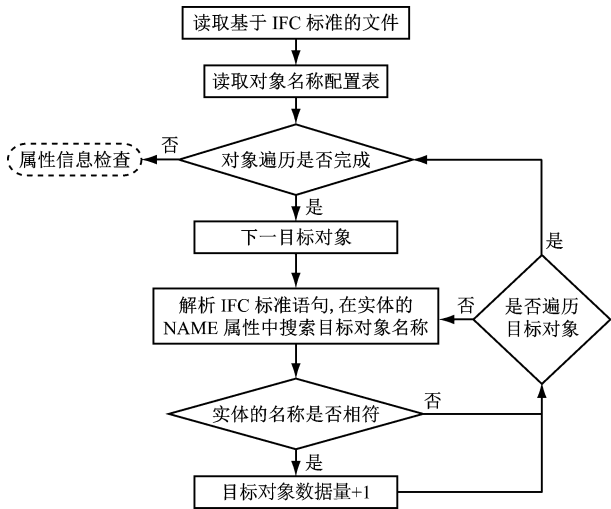 读取基于 IFC 标准的文件
读取对象名称配置表
对象遍历是否完成
否
属性信息检查
是
下一目标对象
解析 IFC 标准语句, 在实体的
NAME 属性中搜索目标对象名称
否
是否遍历
目标对象
是
实体的名称是否相符
否
是
目标对象数据量+1